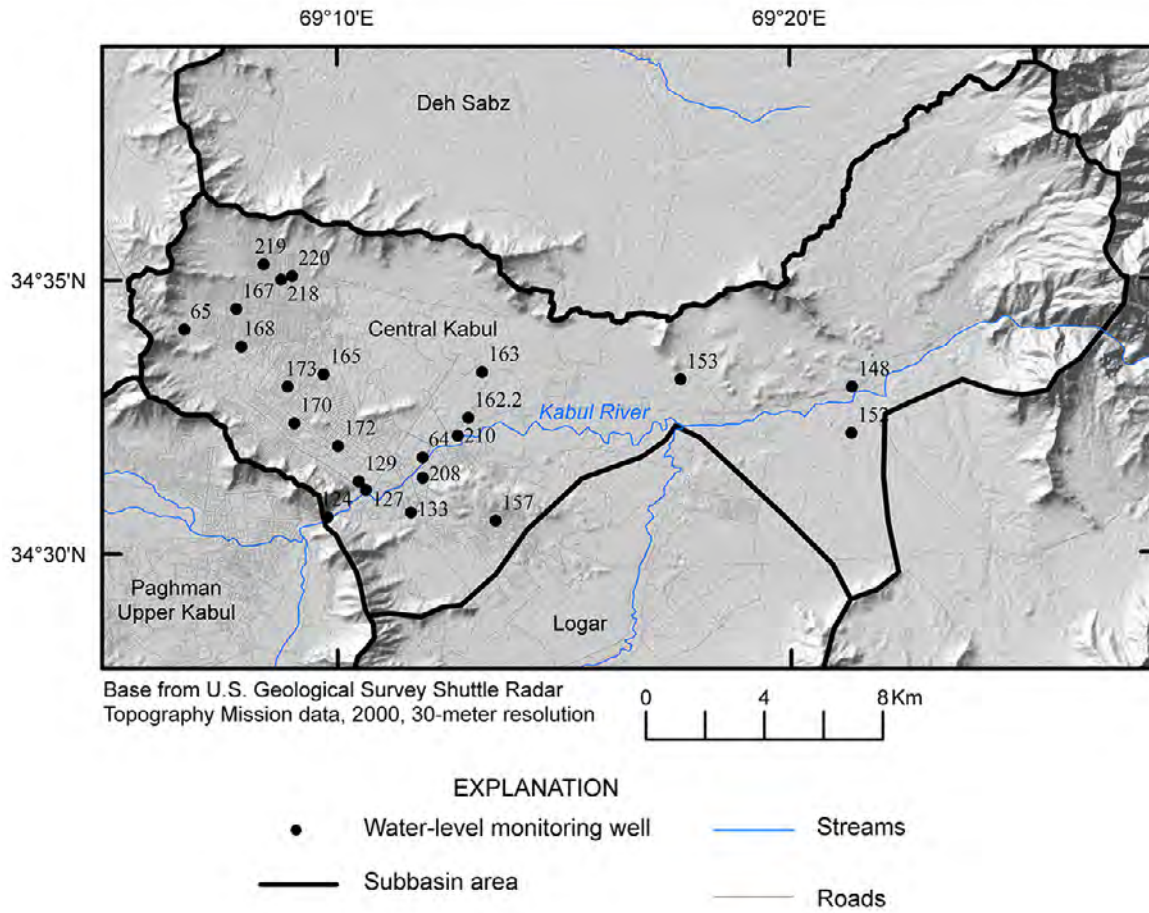 69°10'E
69°20'E
Deh Sabz
219
220
34°35'N
167
218
65
168
Central Kabul
165
163
153
148
173
162.2
170
Kabul River
152
172
210
64
129
208
124
127
133
157
34°30'N
Paghman
Upper Kabul
Logar
Base from U.S. Geological Survey Shuttle Radar
Topography Mission data, 2000, 30-meter resolution
0 4 8Km
EXPLANATION
Water-level monitoring well
Streams
Subbasin area
Roads